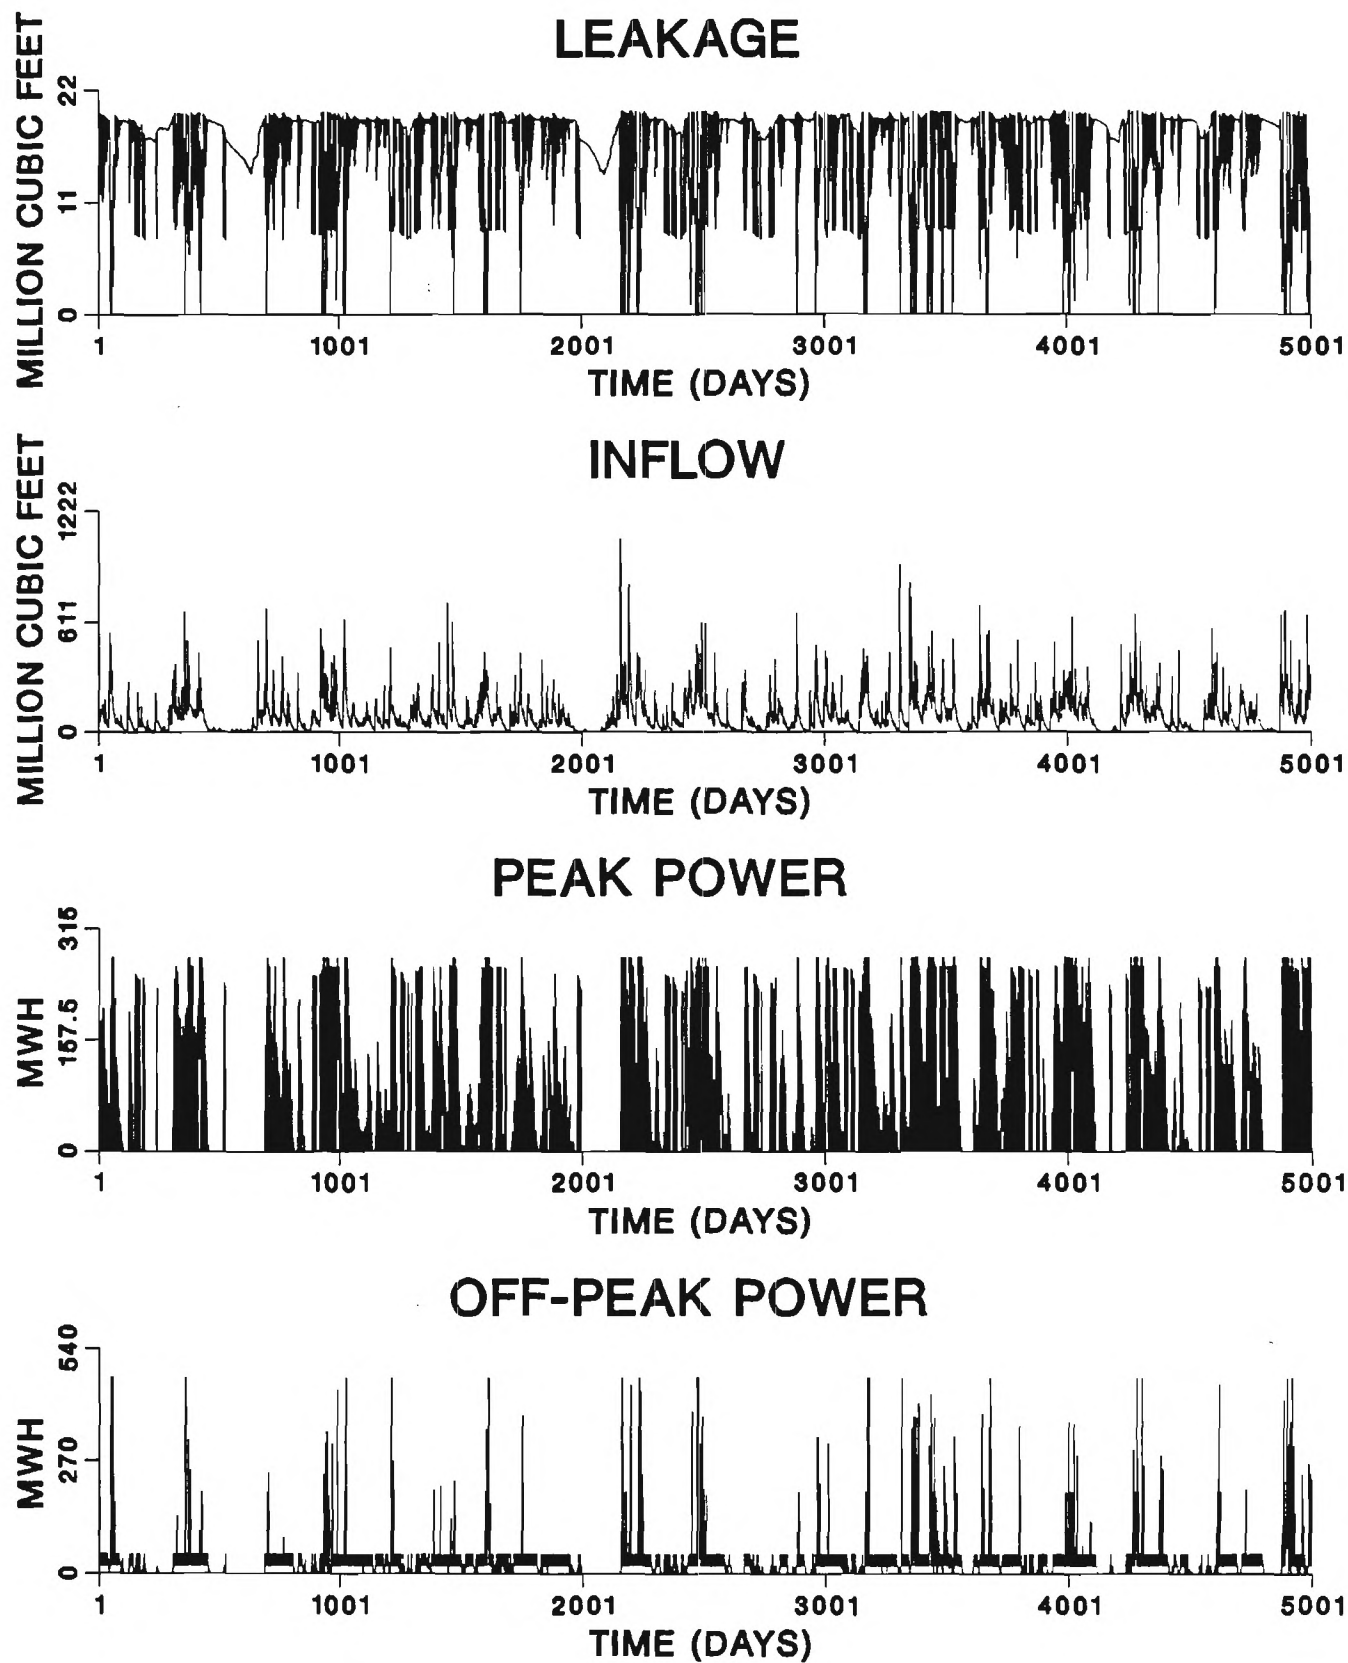 LEAKAGE
MILLION CUBIC FEET
22
11
0
1 1001 2001 3001 4001 5001
TIME (DAYS)
INFLOW
MILLION CUBIC FEET
1222
611
0
1 1001 2001 3001 4001 5001
TIME (DAYS)
PEAK POWER
MWH
315
157.5
0
1 1001 2001 3001 4001 5001
TIME (DAYS)
OFF-PEAK POWER
MWH
540
270
0
1 1001 2001 3001 4001 5001
TIME (DAYS)